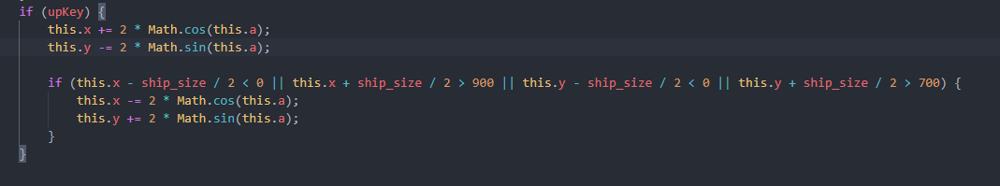 if (upKey) {
this.x += 2 * Math.cos(this.a);
this.y -= 2 * Math.sin(this.a);
if (this.x - ship_size / 2 < 0 || this.x + ship_size / 2 > 900 || this.y - ship_size / 2 < 0 || this.y + ship_size / 2 > 700) {
this.x -= 2 * Math.cos(this.a);
this.y += 2 * Math.sin(this.a);
}
}